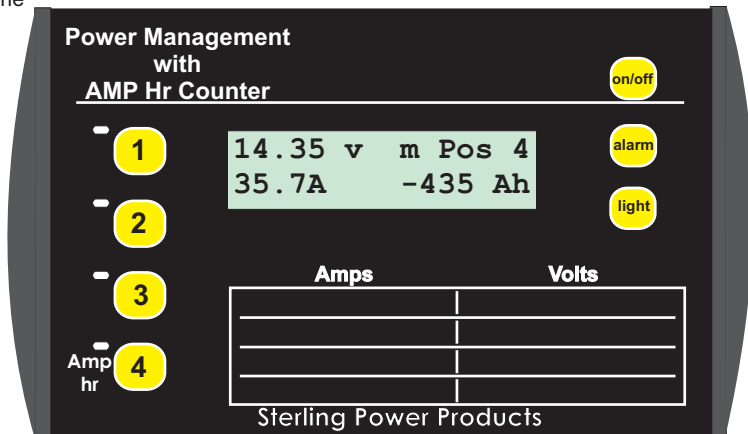 Power Management
with
AMP Hr Counter
on/off
1
14.35 v m Pos 4
35.7A -435 Ah
alarm
2
light
3
Amps Volts
Amp
hr
4
Sterling Power Products